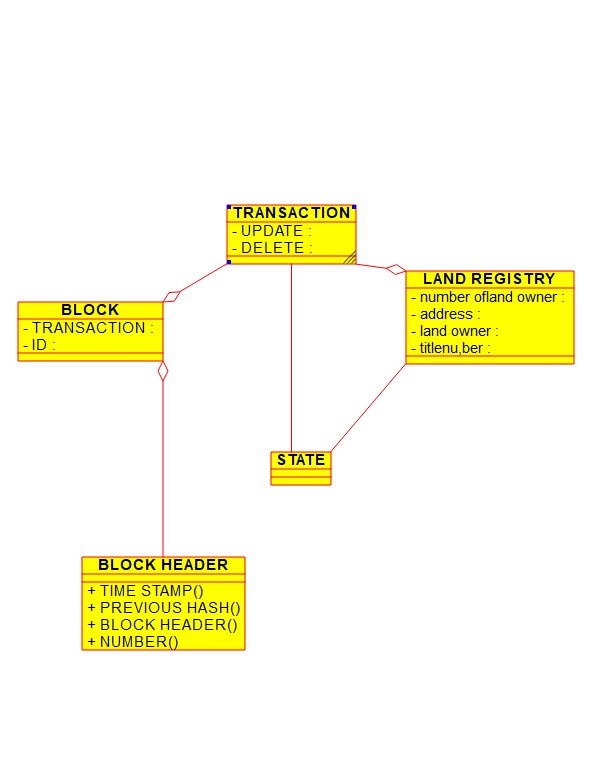 TRANSACTION
- UPDATE :
- DELETE :
LAND REGISTRY
- number ofland owner :
- address :
- land owner :
- titlenu,ber :
BLOCK
- TRANSACTION :
- ID :
STATE
BLOCK HEADER
+ TIME STAMP()
+ PREVIOUS HASH()
+ BLOCK HEADER()
+ NUMBER()